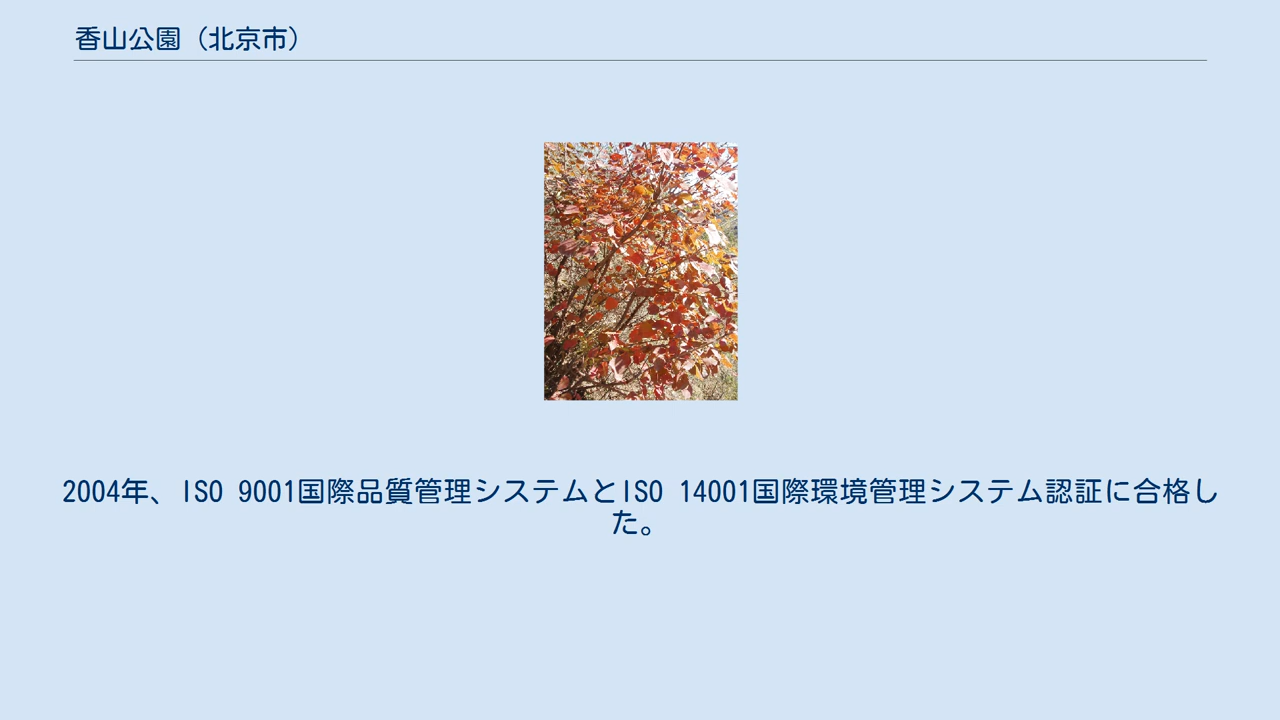 香山公園（北京市）
2004年、ISO 9001国際品質管理システムとISO 14001国際環境管理システム認証に合格し
た。